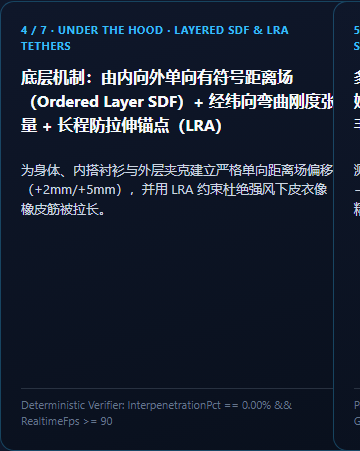 4 / 7 · UNDER THE HOOD · LAYERED SDF & LRA
TETHERS
底层机制：由内向外单向有符号距离场
（Ordered Layer SDF）+ 经纬向弯曲刚度张
量 + 长程防拉伸锚点（LRA）
为身体、内搭衬衫与外层夹克建立严格单向距离场偏移
（+2mm/+5mm），并用 LRA 约束杜绝强风下皮衣像
橡皮筋被拉长。
Deterministic Verifier: InterpenetrationPct == 0.00% &&
RealtimeFps >= 90